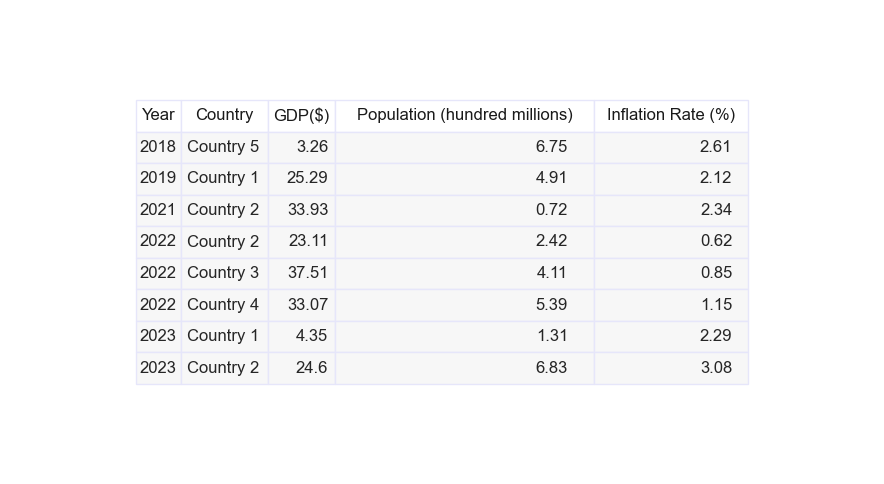 Year Country GDP($) Population (hundred millions) Inflation Rate (%)
2018 Country 5 3.26 6.75 2.61
2019 Country 1 25.29 4.91 2.12
2021 Country 2 33.93 0.72 2.34
2022 Country 2 23.11 2.42 0.62
2022 Country 3 37.51 4.11 0.85
2022 Country 4 33.07 5.39 1.15
2023 Country 1 4.35 1.31 2.29
2023 Country 2 24.6 6.83 3.08